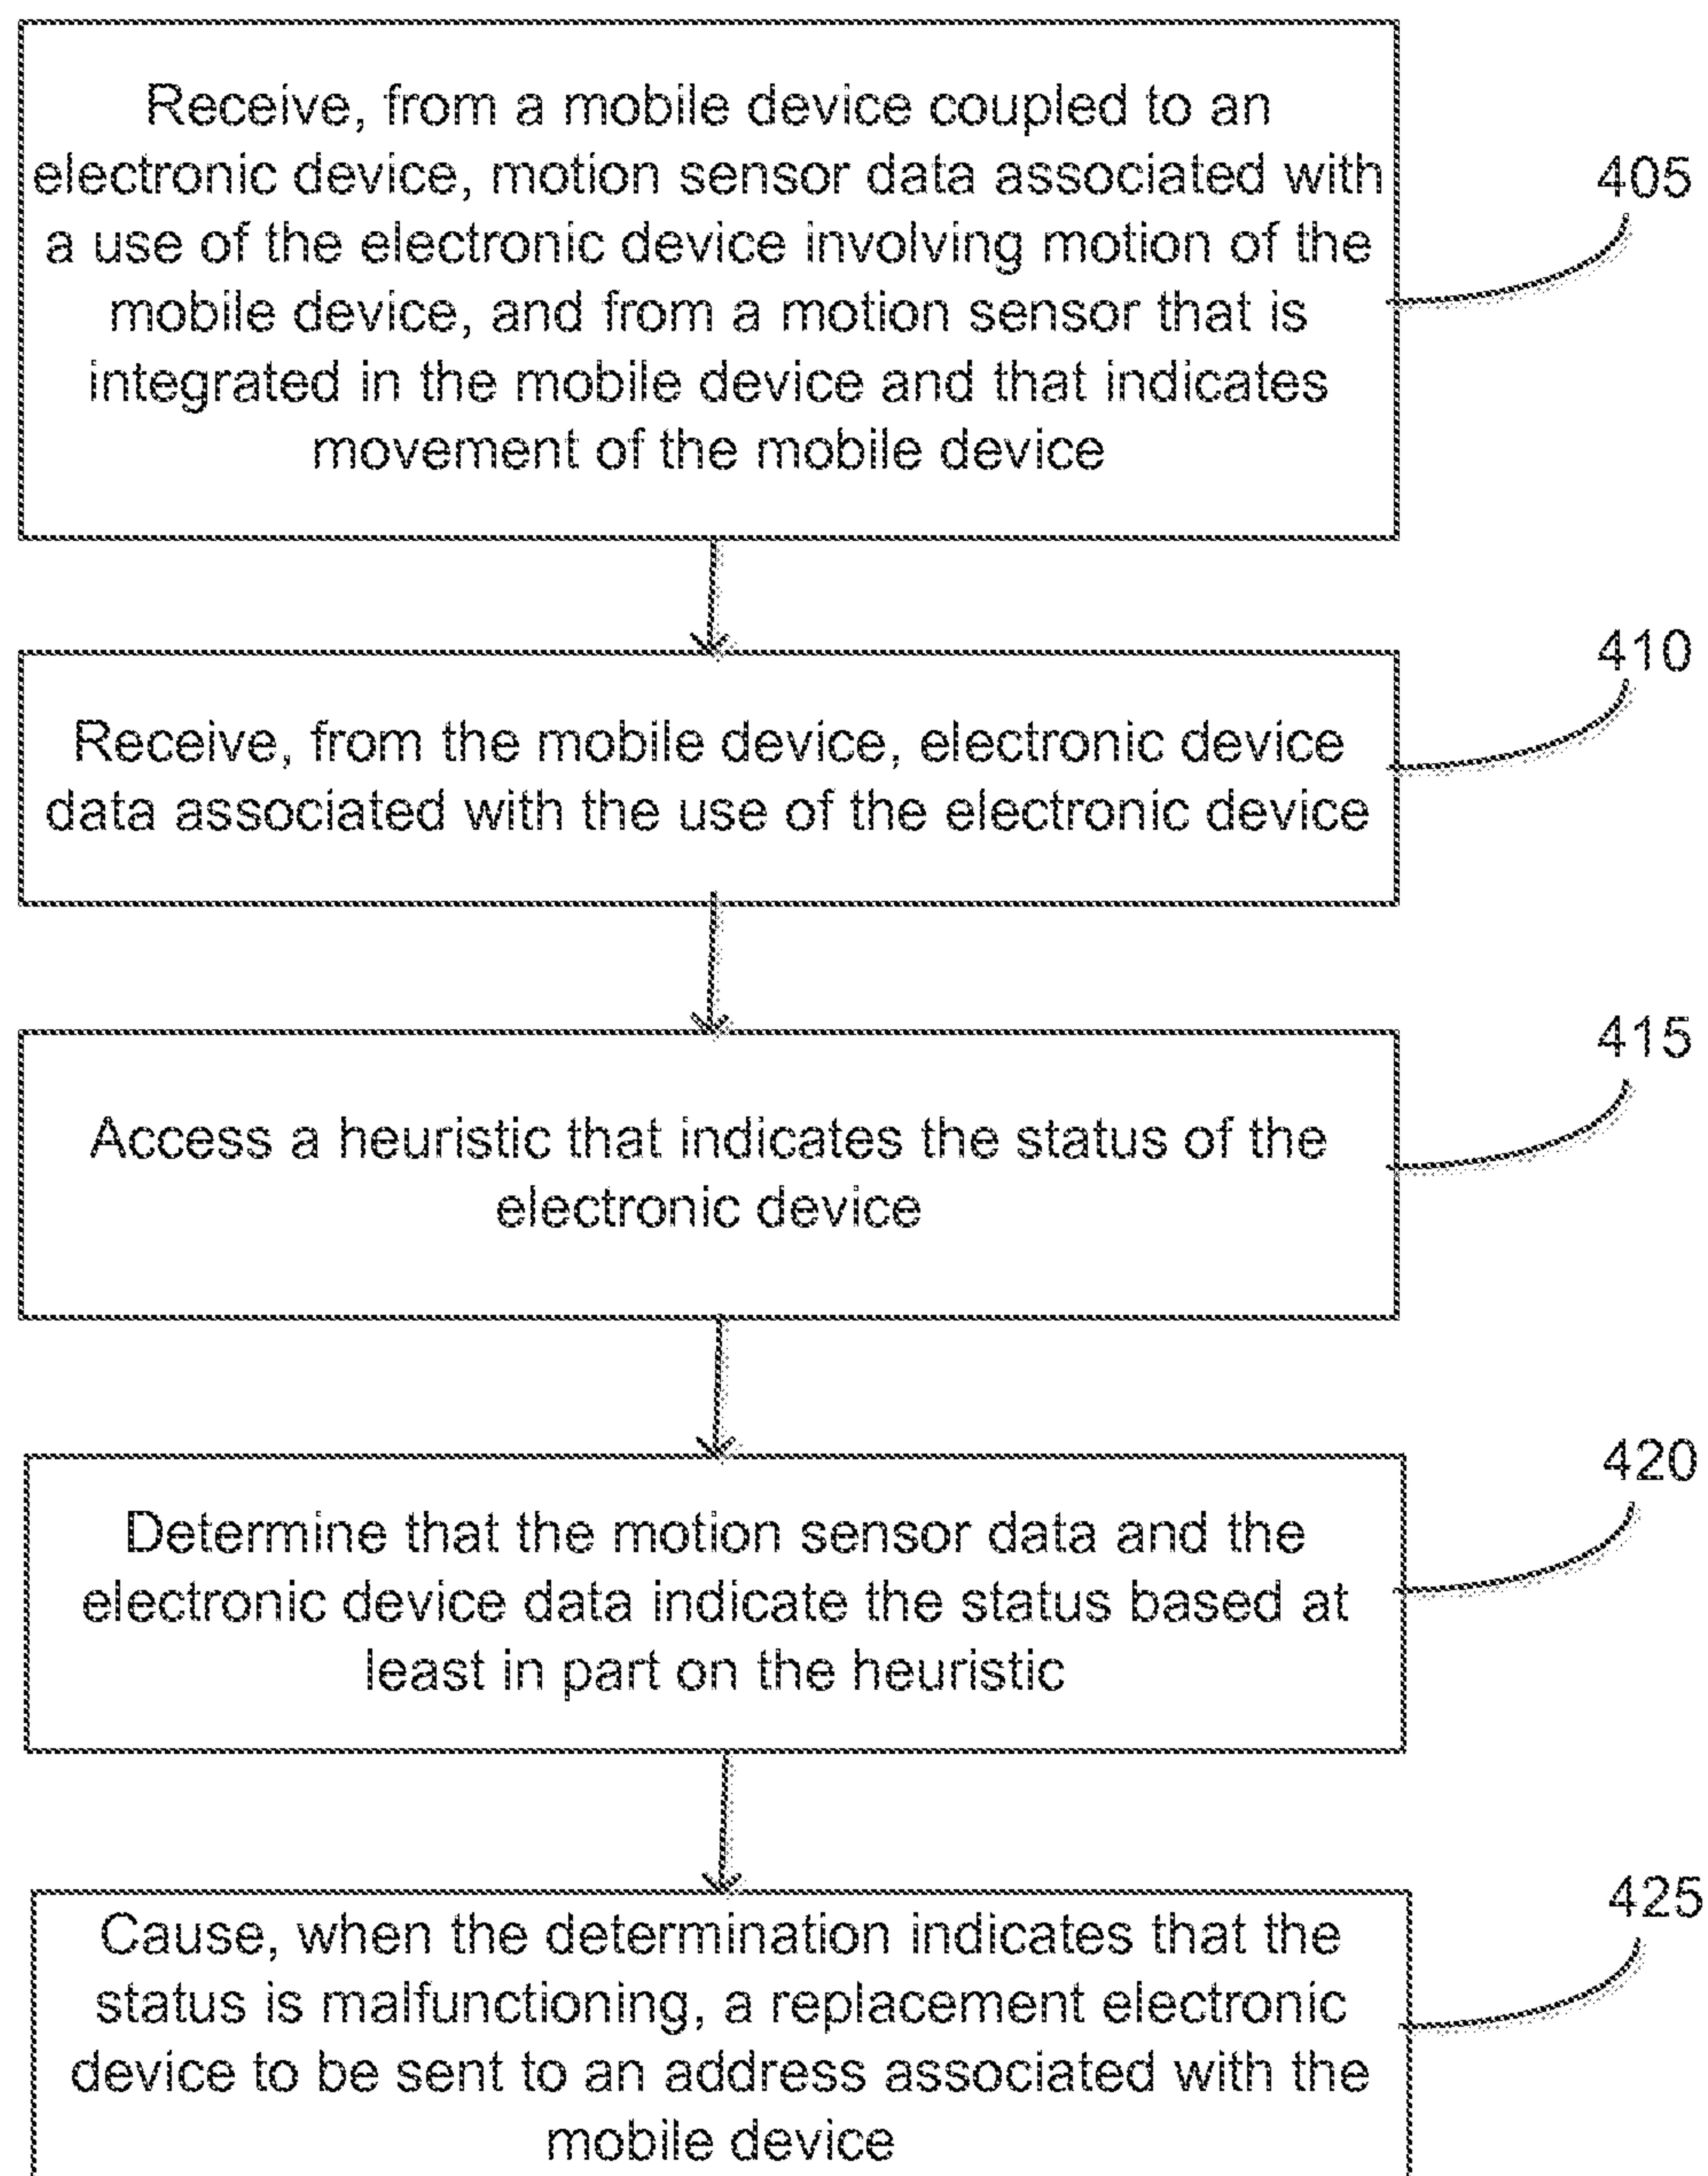 Receive, from a mobile device coupled to an
electronic device, motion sensor data associated with
a use of the electronic device involving motion of the
mobile device, and from a motion sensor that is
integrated in the mobile device and that indicates
movement of the mobile device
405
Receive, from the mobile device, electronic device
data associated with the use of the electronic device
410
Access a heuristic that indicates the status of the
electronic device
415
Determine that the motion sensor data and the
electronic device data indicate the status based at
least in part on the heuristic
420
Cause, when the determination indicates that the
status is malfunctioning, a replacement electronic
device to be sent to an address associated with the
mobile device
425